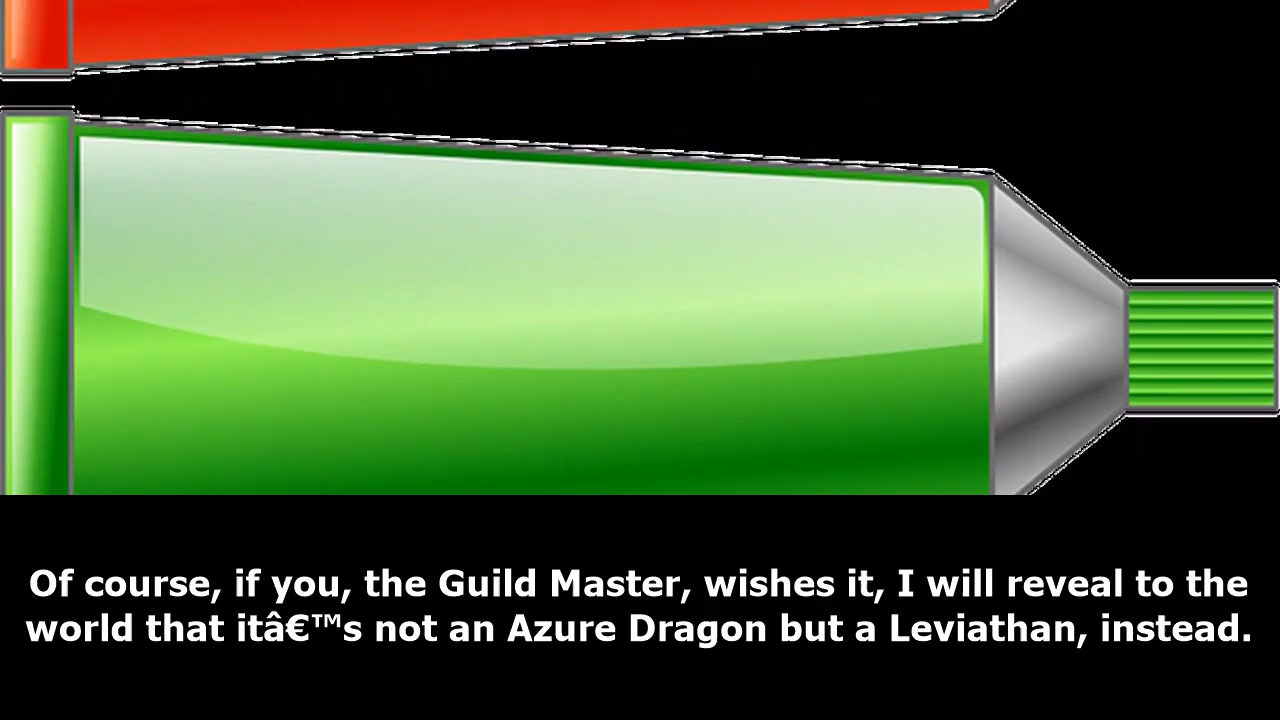 Of course, if you, the Guild Master, wishes it, I will reveal to the
world that itâ€™s not an Azure Dragon but a Leviathan, instead.